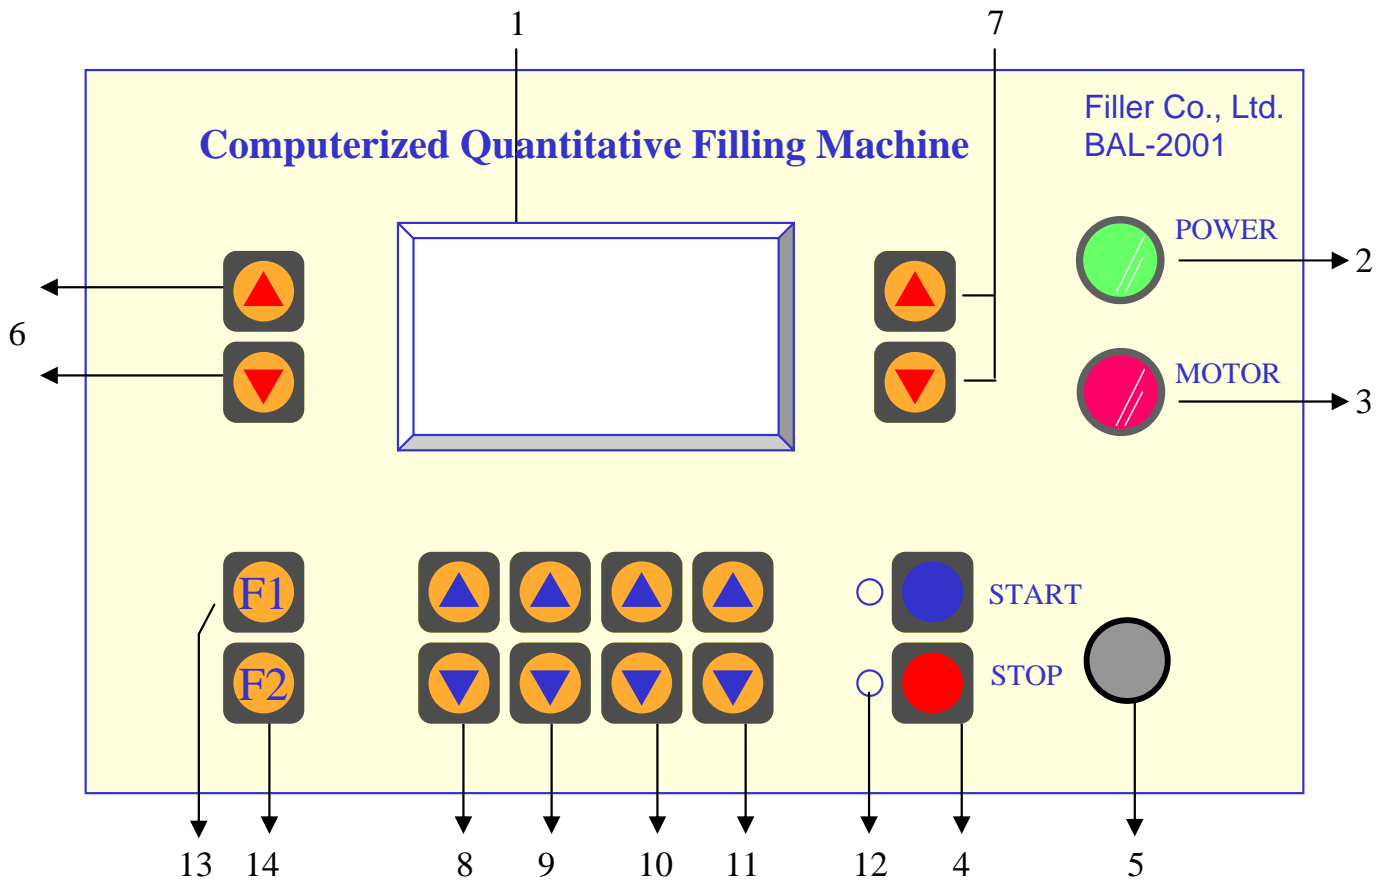 1
7
Filler Co., Ltd.
BAL-2001
Computerized Quantitative Filling Machine
POWER
2
6
MOTOR
3
F1
START
F2
STOP
13
14
8
9
10
11
12
4
5